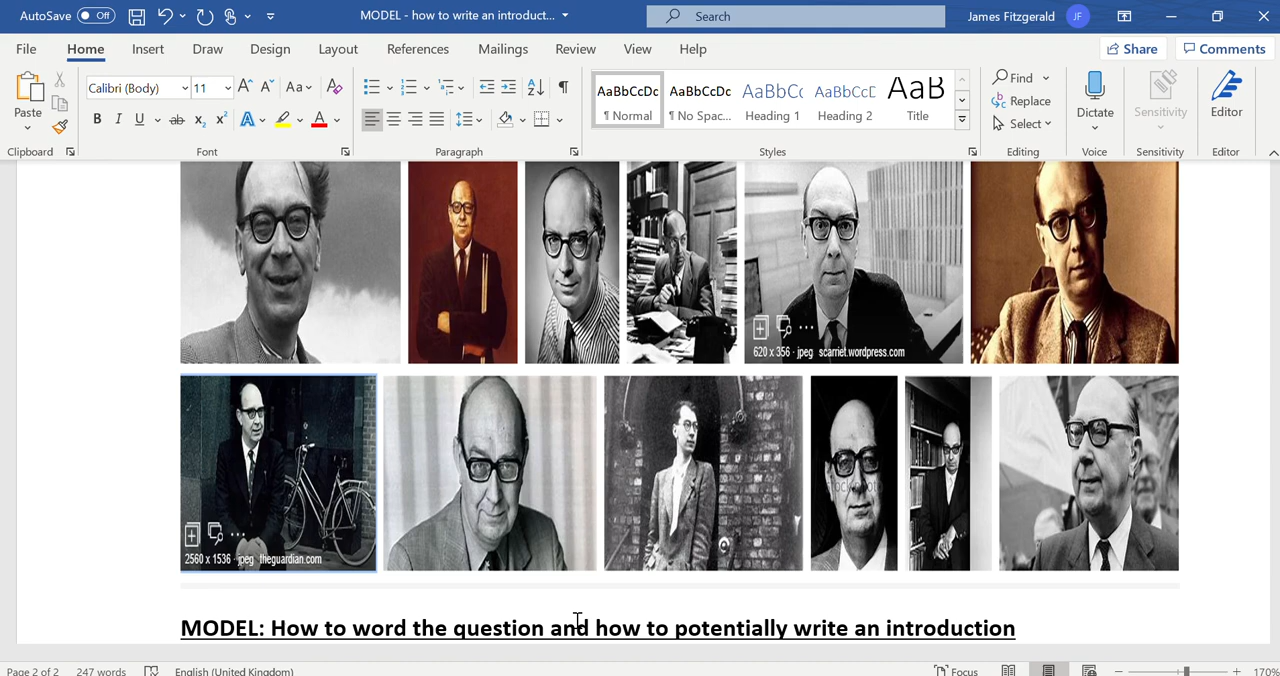 AutoSave Off MODEL - how to write an introduct... Search James Fitzgerald JF
File Home Insert Draw Design Layout References Mailings Review View Help Share Comments
Paste
Calibri (Body) 11
AaBbCcDc AaBbCcDc AaBbCc AaBbCcE AaB
¶ Normal ¶ No Spac... Heading 1 Heading 2 Title
Find
Replace
Select
Dictate
Sensitivity
Editor
Clipboard Font Paragraph Styles Editing Voice Sensitivity Editor
620 x 356 · jpeg scarriet.wordpress.com
2560 x 1536 · jpeg theguardian.com
MODEL: How to word the question and how to potentially write an introduction
Page 2 of 2 247 words English (United Kingdom) Focus 170%